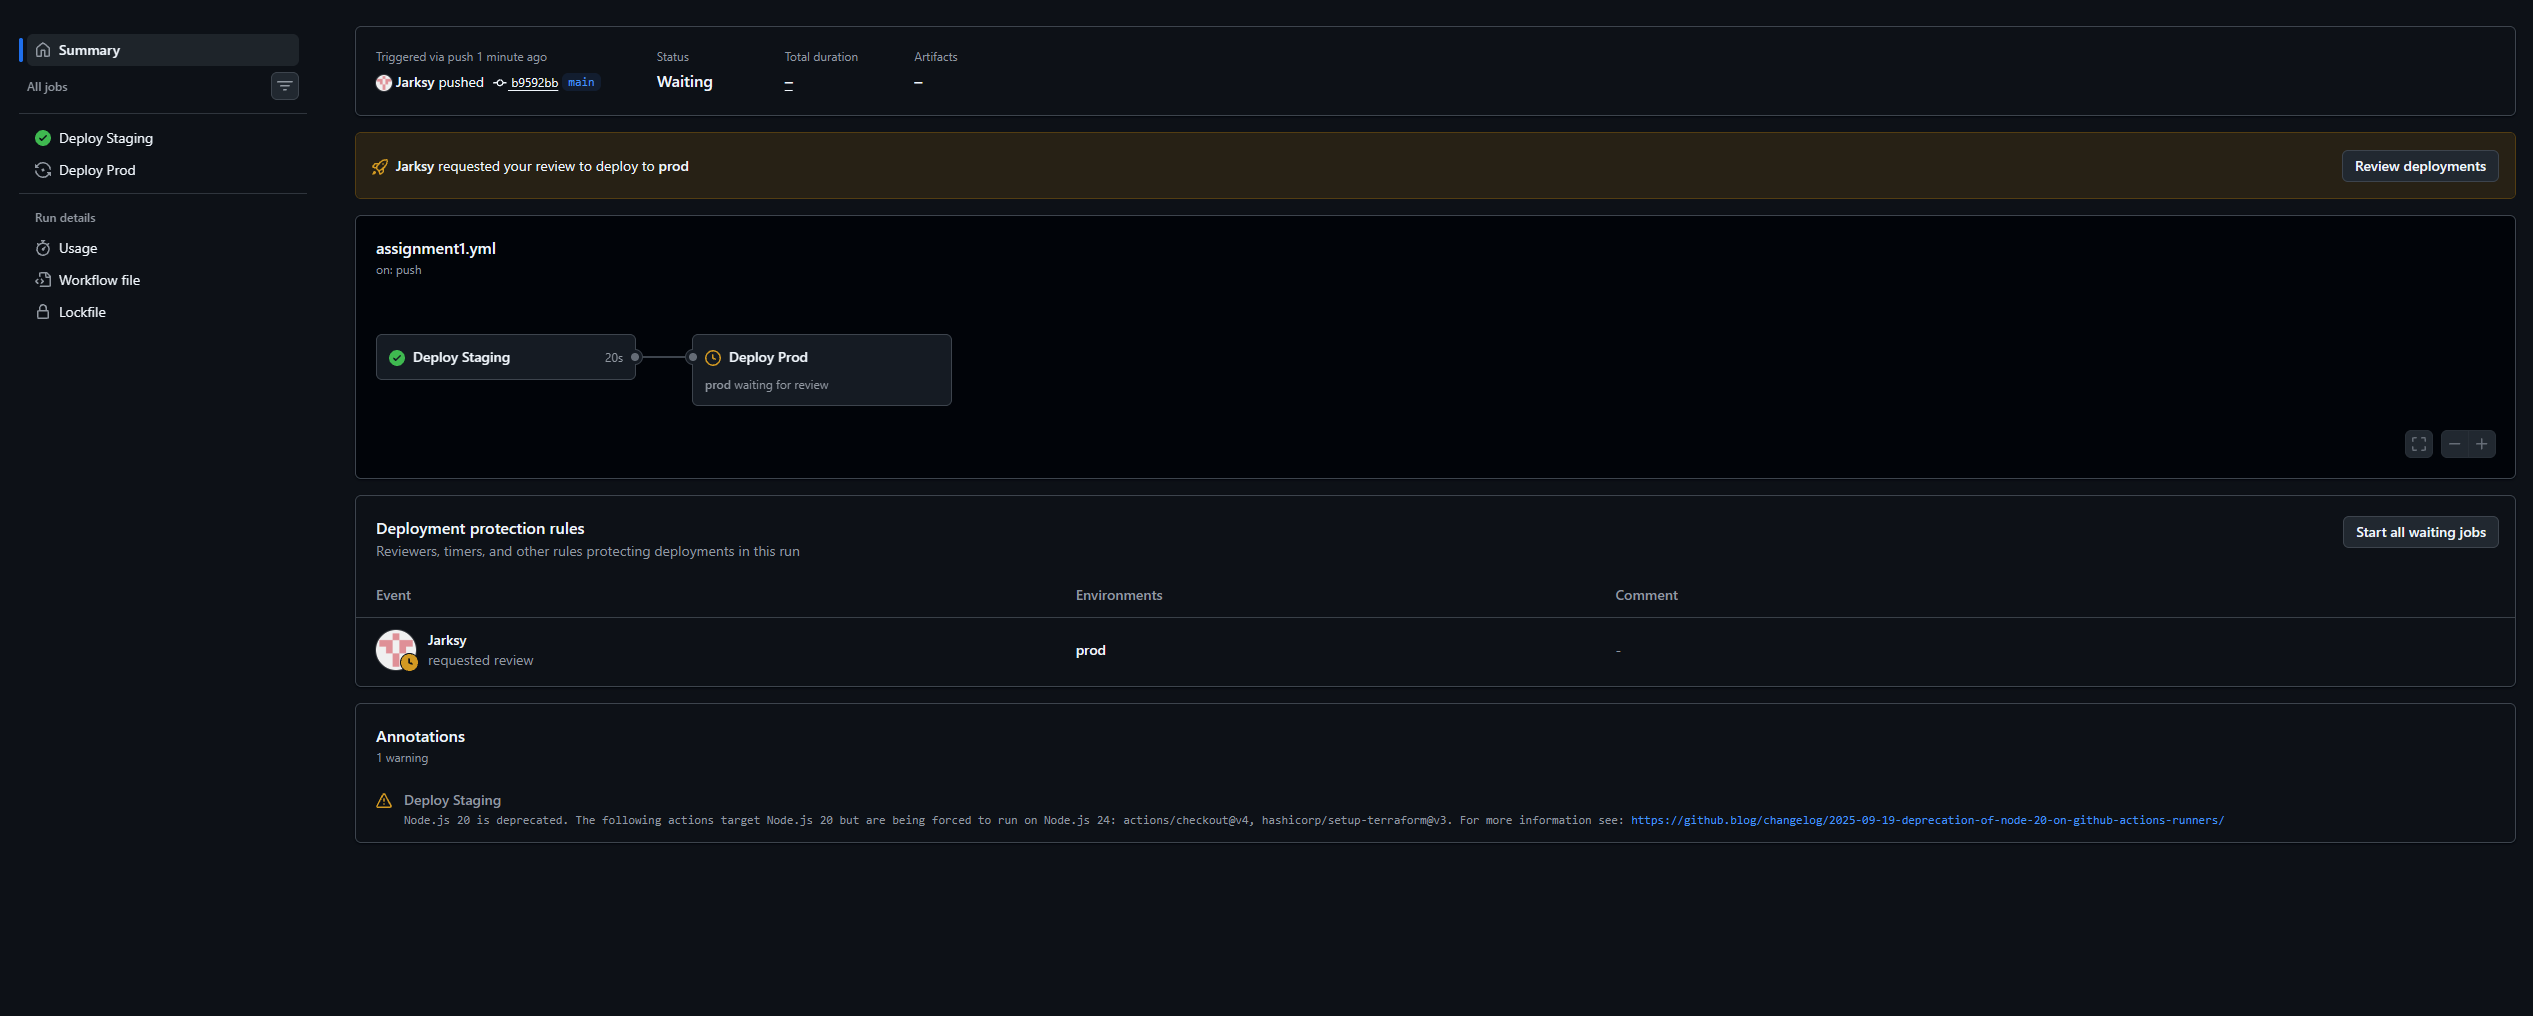 Summary
All jobs
Deploy Staging
Deploy Prod
Run details
Usage
Workflow file
Lockfile
Triggered via push 1 minute ago
Jarksy pushed b9592bb main
Status
Waiting
Total duration
–
Artifacts
–
Jarksy requested your review to deploy to prod
Review deployments
assignment1.yml
on: push
Deploy Staging 20s
Deploy Prod
prod waiting for review
Deployment protection rules
Reviewers, timers, and other rules protecting deployments in this run
Start all waiting jobs
Event Environments Comment
Jarksy
requested review
prod
-
Annotations
1 warning
Deploy Staging
Node.js 20 is deprecated. The following actions target Node.js 20 but are being forced to run on Node.js 24: actions/checkout@v4, hashicorp/setup-terraform@v3. For more information see: https://github.blog/changelog/2025-09-19-deprecation-of-node-20-on-github-actions-runners/